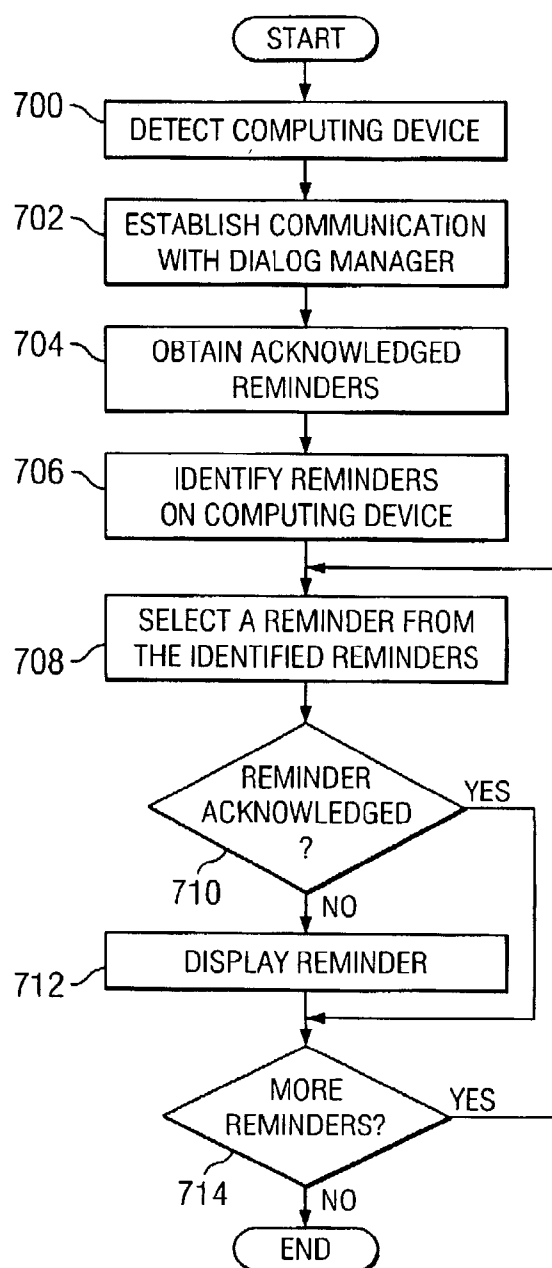 START
700
DETECT COMPUTING DEVICE
702
ESTABLISH COMMUNICATION
WITH DIALOG MANAGER
704
OBTAIN ACKNOWLEDGED
REMINDERS
706
IDENTIFY REMINDERS
ON COMPUTING DEVICE
708
SELECT A REMINDER FROM
THE IDENTIFIED REMINDERS
REMINDER
ACKNOWLEDGED
?
YES
710
NO
712
DISPLAY REMINDER
MORE
REMINDERS?
YES
714
NO
END